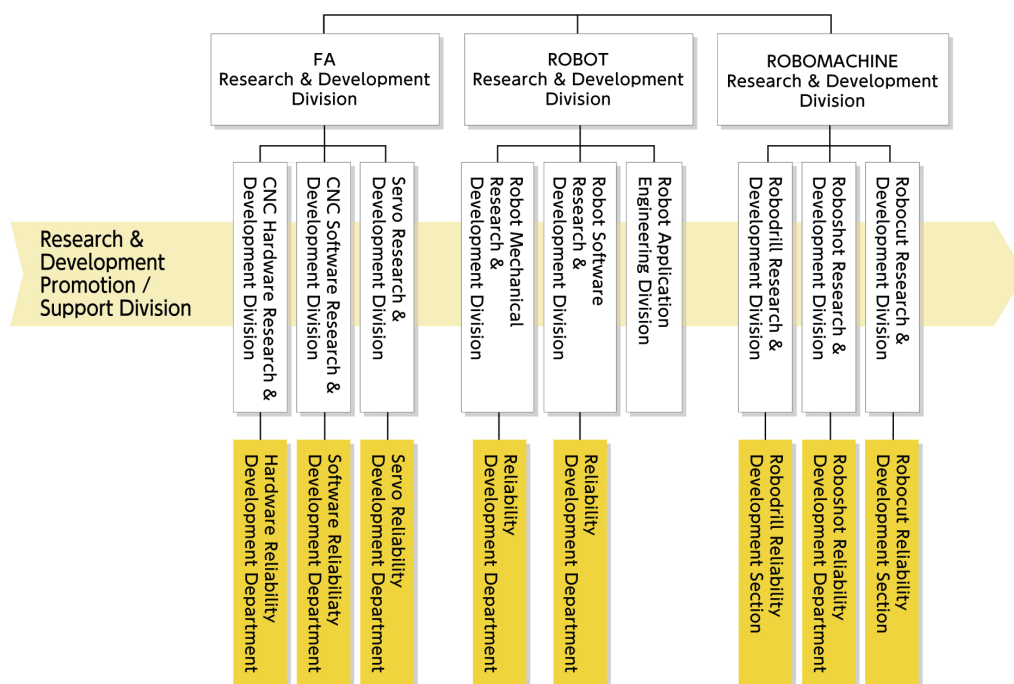 FA
Research & Development
Division
ROBOT
Research & Development
Division
ROBOMACHINE
Research & Development
Division
Research &
Development
Promotion /
Support Division
CNC Hardware Research &
Development Division
CNC Software Research &
Development Division
Servo Research &
Development Division
Robot Mechanical
Research &
Development Division
Robot Software
Research &
Development Division
Robot Application
Engineering Division
Robodrill Research &
Development Division
Roboshot Research &
Development Division
Robocut Research &
Development Division
Hardware Reliability
Development Department
Software Reliabiliaty
Development Department
Servo Reliability
Development Department
Reliability
Development Department
Reliability
Development Department
Robodrill Reliability
Development Section
Roboshot Reliability
Development Department
Robocut Reliability
Development Section